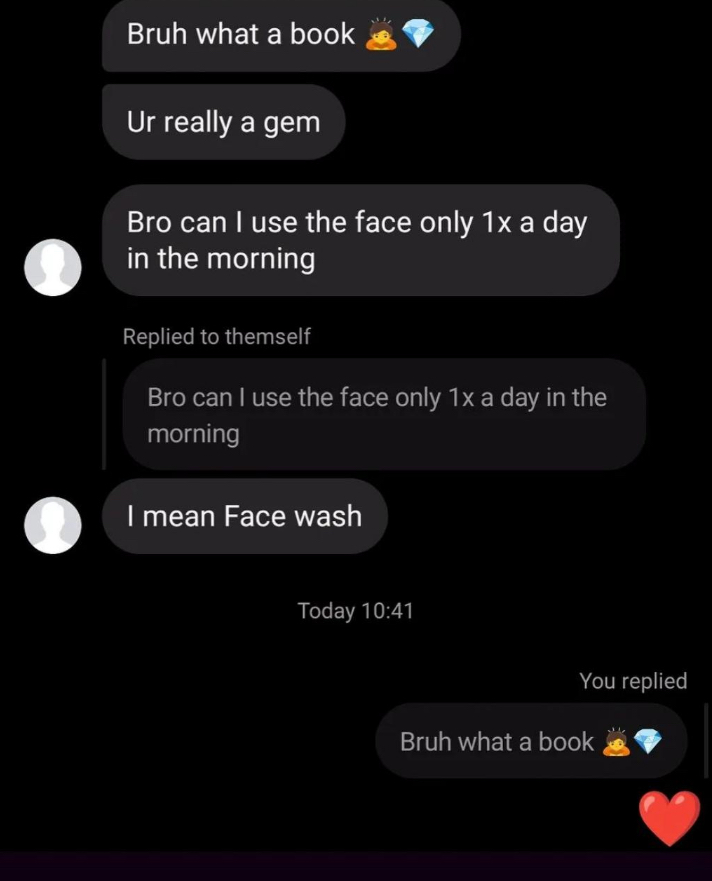 Bruh what a book 🙇💎
Ur really a gem
Bro can I use the face only 1x a day
in the morning
Replied to themself
Bro can I use the face only 1x a day in the
morning
I mean Face wash
Today 10:41
You replied
Bruh what a book 🙇💎
❤️